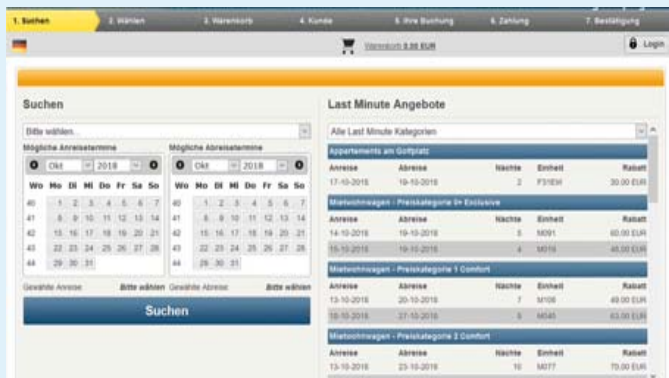 1. Suchen 2. Wählen 3. Warenkorb 4. Kunde 5. Ihre Buchung 6. Zahlung 7. Bestätigung
Warenkorb 0.00 EUR Login
Suchen
Bitte wählen...
Mögliche Anreisetermine Mögliche Abreisetermine
Okt 2018 Okt 2018
Wo Mo Di Mi Do Fr Sa So Wo Mo Di Mi Do Fr Sa So
40 1 2 3 4 5 6 7 40 1 2 3 4 5 6 7
41 8 9 10 11 12 13 14 41 8 9 10 11 12 13 14
42 15 16 17 18 19 20 21 42 15 16 17 18 19 20 21
43 22 23 24 25 26 27 28 43 22 23 24 25 26 27 28
44 29 30 31 44 29 30 31
Gewählte Anreise: Bitte wählen Gewählte Abreise: Bitte wählen
Suchen
Last Minute Angebote
Alle Last Minute Kategorien
Appartements am Golfplatz
Anreise Abreise Nächte Einheit Rabatt
17-10-2018 19-10-2018 2 30.00 EUR
Mietwohnwagen - Preiskategorie 0+ Exclusive
Anreise Abreise Nächte Einheit Rabatt
14-10-2018 19-10-2018 5 M091 60.00 EUR
15-10-2018 19-10-2018 4 M019 48.00 EUR
Mietwohnwagen - Preiskategorie 1 Comfort
Anreise Abreise Nächte Einheit Rabatt
13-10-2018 20-10-2018 7 M108 49.00 EUR
18-10-2018 27-10-2018 9 M045 63.00 EUR
Mietwohnwagen - Preiskategorie 2 Comfort
Anreise Abreise Nächte Einheit Rabatt
13-10-2018 23-10-2018 10 M077 70.00 EUR